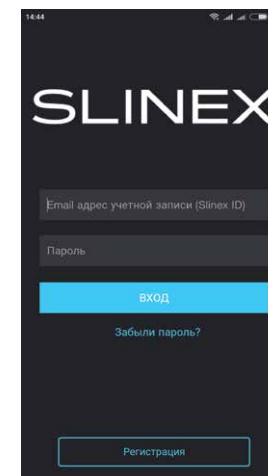 14:44
SLINEX
Email адрес учетной записи (Slinex ID)
Пароль
ВХОД
Забыли пароль?
Регистрация